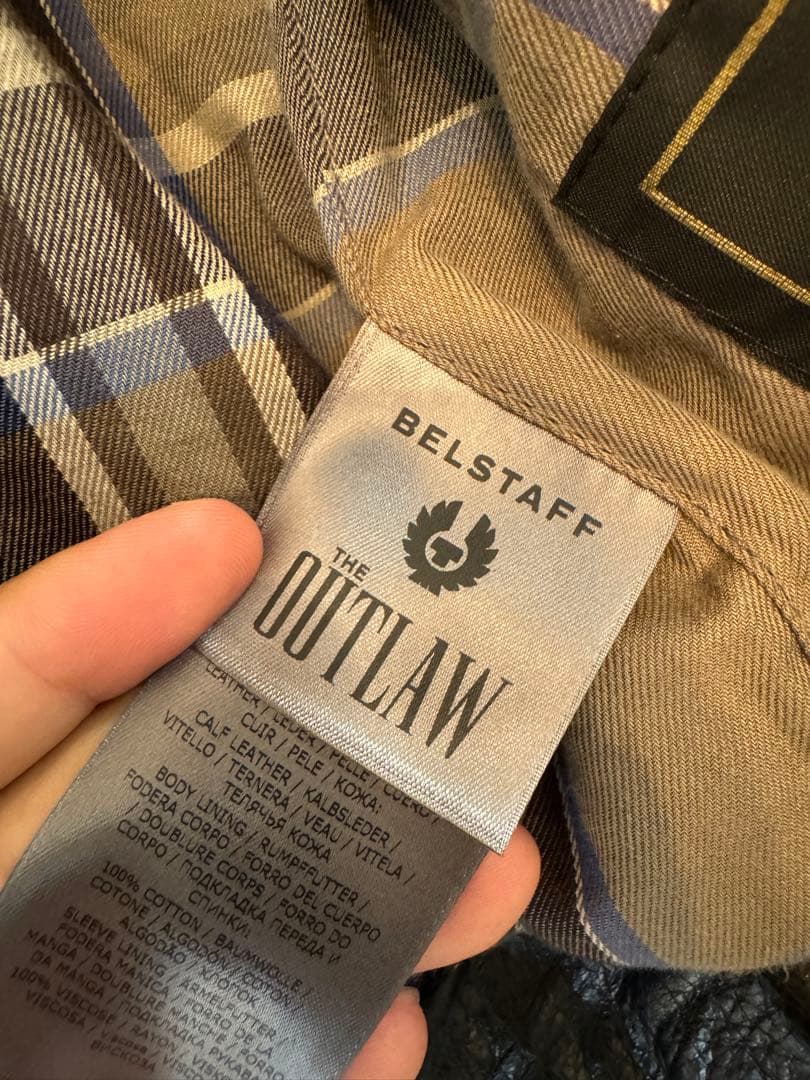 BELSTAFF
THE
OUTLAW
LEATHER / LEDER / PELLE / CUERO /
CUIR / PELE / КОЖА:
CALF LEATHER / KALBSLEDER /
VITELLO / TERNERA / VEAU / VITELA /
ТЕЛЯЧЬЯ КОЖА
BODY LINING / RUMPFFUTTER /
FODERA CORPO / FORRO DEL CUERPO
/ DOUBLURE CORPS / FORRO DO
CORPO / ПОДКЛАДКА ПЕРЕДА И
СПИНКИ:
100% COTTON / BAUMWOLLE /
COTONE / ALGODÓN / COTON /
ALGODÃO / ХЛОПОК
SLEEVE LINING / ÄRMELFUTTER /
FODERA MANICA / FORRO DE LA
MANGA / DOUBLURE MANCHE / FORRO
DA MANGA / ПОДКЛАДКА РУКАВА
100% VISCOSE / RAYON
VISCOSA / VISCOSE
ВИСКОЗА